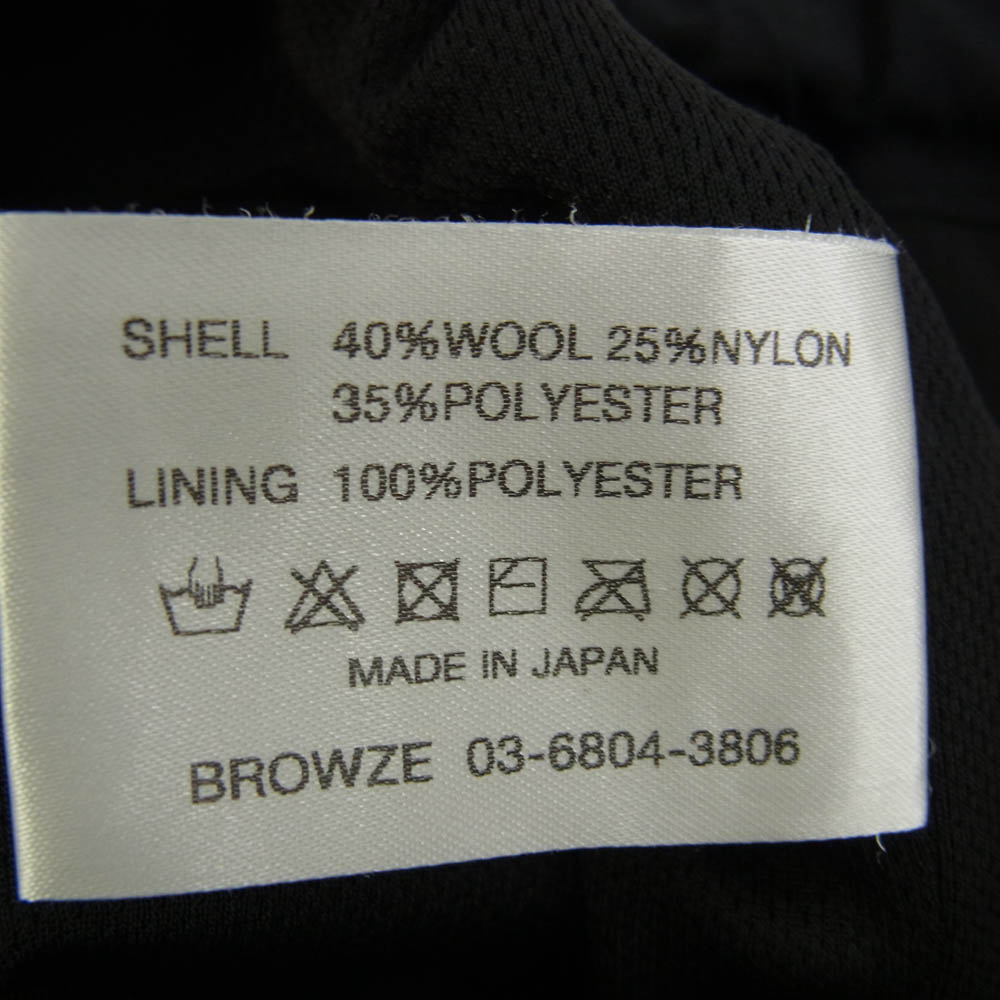 SHELL 40%WOOL 25%NYLON
35%POLYESTER
LINING 100%POLYESTER
MADE IN JAPAN
BROWZE 03-6804-3806